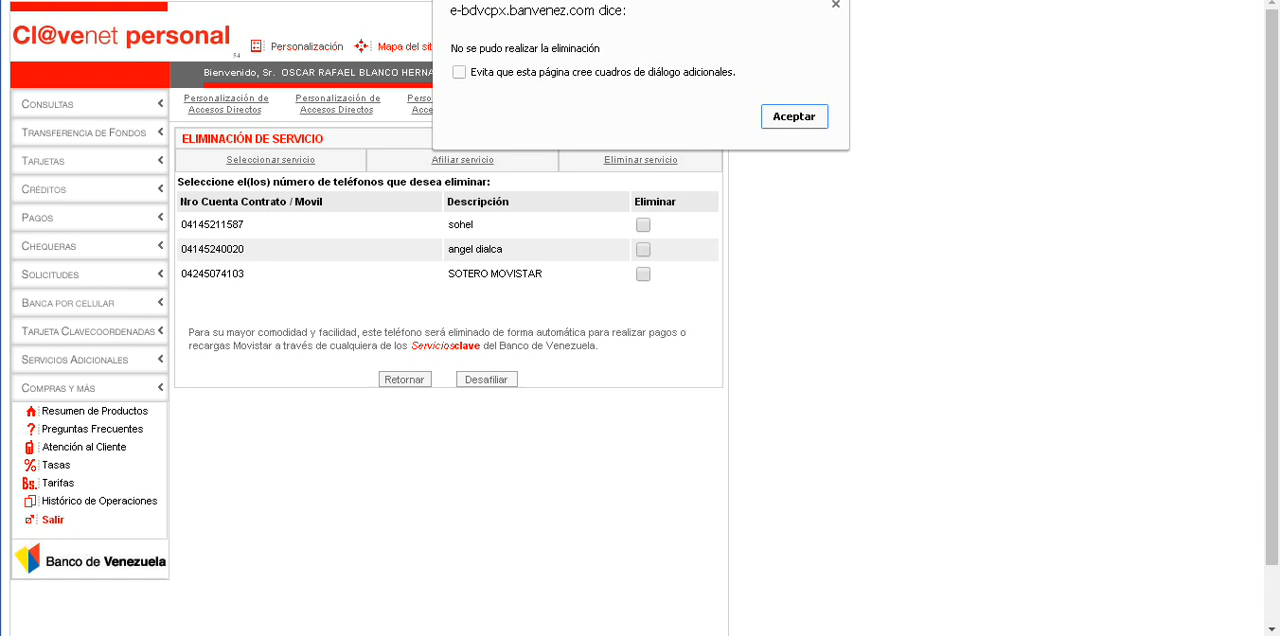 e-bdvcpx.banvenez.com dice:
No se pudo realizar la eliminación
Evita que esta página cree cuadros de diálogo adicionales.
Aceptar
Cl@venet personal
54
Personalización
Mapa del sit
Bienvenido, Sr. OSCAR RAFAEL BLANCO HERNA
Personalización de Accesos Directos
Personalización de Accesos Directos
Perso
Acce
CONSULTAS
TRANSFERENCIA DE FONDOS
TARJETAS
CRÉDITOS
PAGOS
CHEQUERAS
SOLICITUDES
BANCA POR CELULAR
TARJETA CLAVECOORDENADAS
SERVICIOS ADICIONALES
COMPRAS Y MÁS
Resumen de Productos
Preguntas Frecuentes
Atención al Cliente
Tasas
Bs. Tarifas
Histórico de Operaciones
Salir
Banco de Venezuela
ELIMINACIÓN DE SERVICIO
Seleccionar servicio Afiliar servicio Eliminar servicio
Seleccione el(los) número de teléfonos que desea eliminar:
Nro Cuenta Contrato / Movil Descripción Eliminar
04145211587 sohel
04145240020 angel dialca
04245074103 SOTERO MOVISTAR
Para su mayor comodidad y facilidad, este teléfono será eliminado de forma automática para realizar pagos o
recargas Movistar a través de cualquiera de los Serviciosclave del Banco de Venezuela.
Retornar Desafiliar